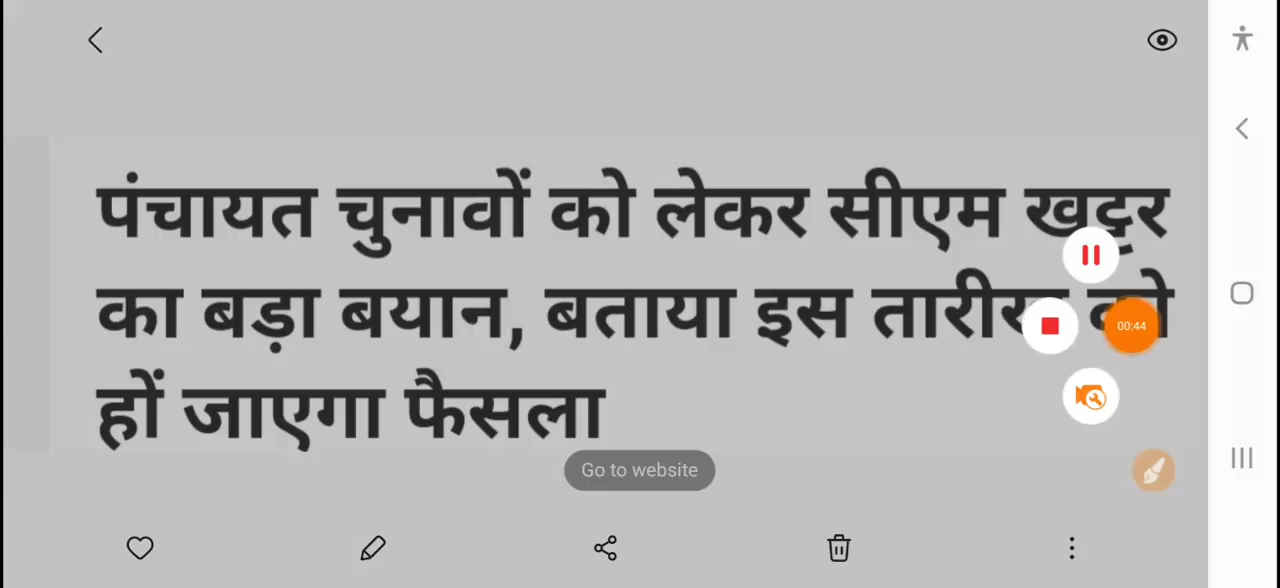 पंचायत चुनावों को लेकर सीएम खट्टर
का बड़ा बयान, बताया इस तारीख को
हों जाएगा फैसला
00:44
Go to website